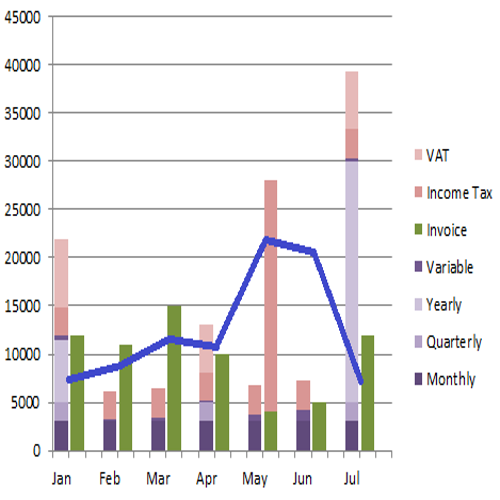 45000
40000
35000
30000
25000
20000
15000
10000
5000
0
Jan Feb Mar Apr May Jun Jul
VAT
Income Tax
Invoice
Variable
Yearly
Quarterly
Monthly